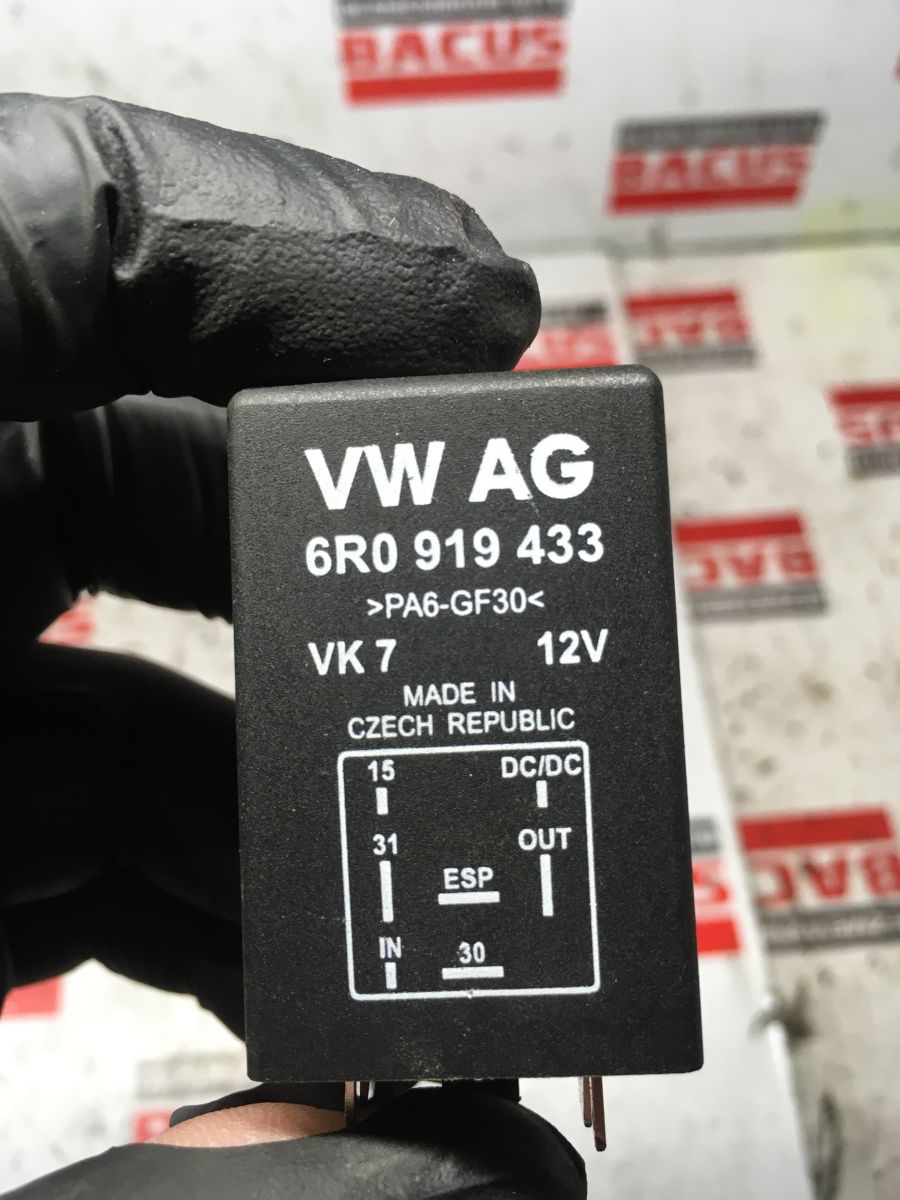 BACUS
BACUS
VW AG
6R0 919 433
>PA6-GF30<
VK 7 12V
MADE IN
CZECH REPUBLIC
15 DC/DC
31 OUT
ESP
IN 30
BACUS